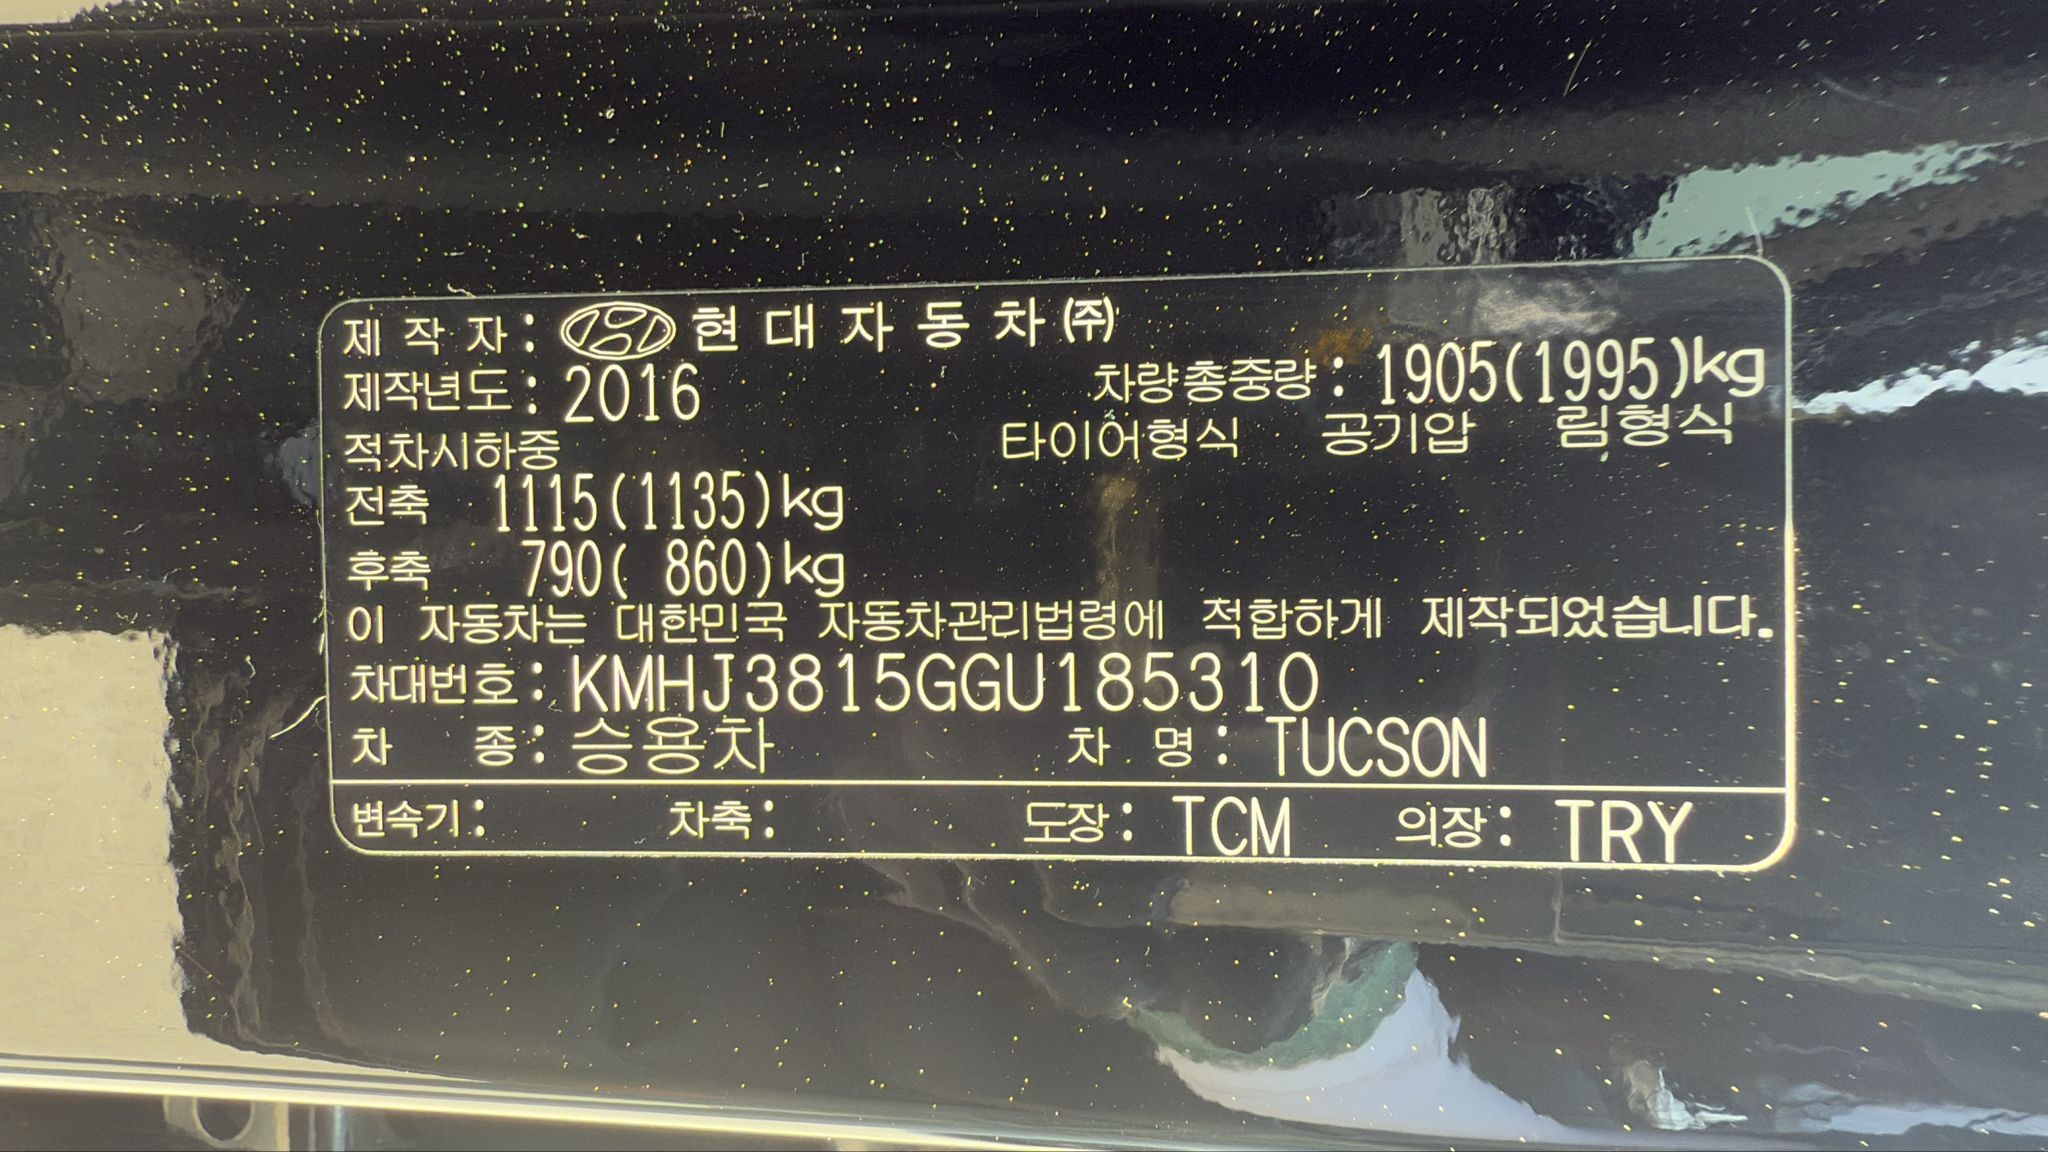 제 작 자 : 현 대 자 동 차 ㈜
제작년도 : 2016 차량총중량 : 1905(1995)kg
적차시하중 타이어형식 공기압 림형식
전축 1115(1135)kg
후축 790( 860)kg
이 자동차는 대한민국 자동차관리법령에 적합하게 제작되었습니다.
차대번호 : KMHJ3815GGU185310
차 종 : 승용차 차 명 : TUCSON
변속기 : 차축 : 도장 : TCM 의장 : TRY